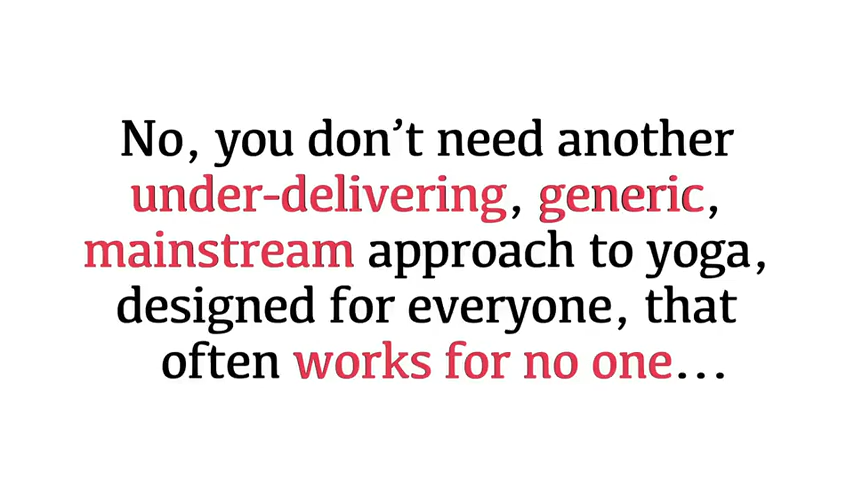 No, you don’t need another
under-delivering, generic,
mainstream approach to yoga,
designed for everyone, that
often works for no one...